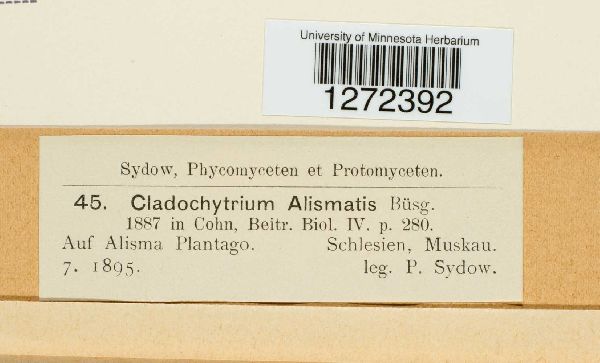 University of Minnesota Herbarium
1272392
Sydow, Phycomyceten et Protomyceten.
45. Cladochytrium Alismatis Büsg.
1887 in Cohn, Beitr. Biol. IV. p. 280.
Auf Alisma Plantago. Schlesien, Muskau.
7. 1895. leg. P. Sydow.